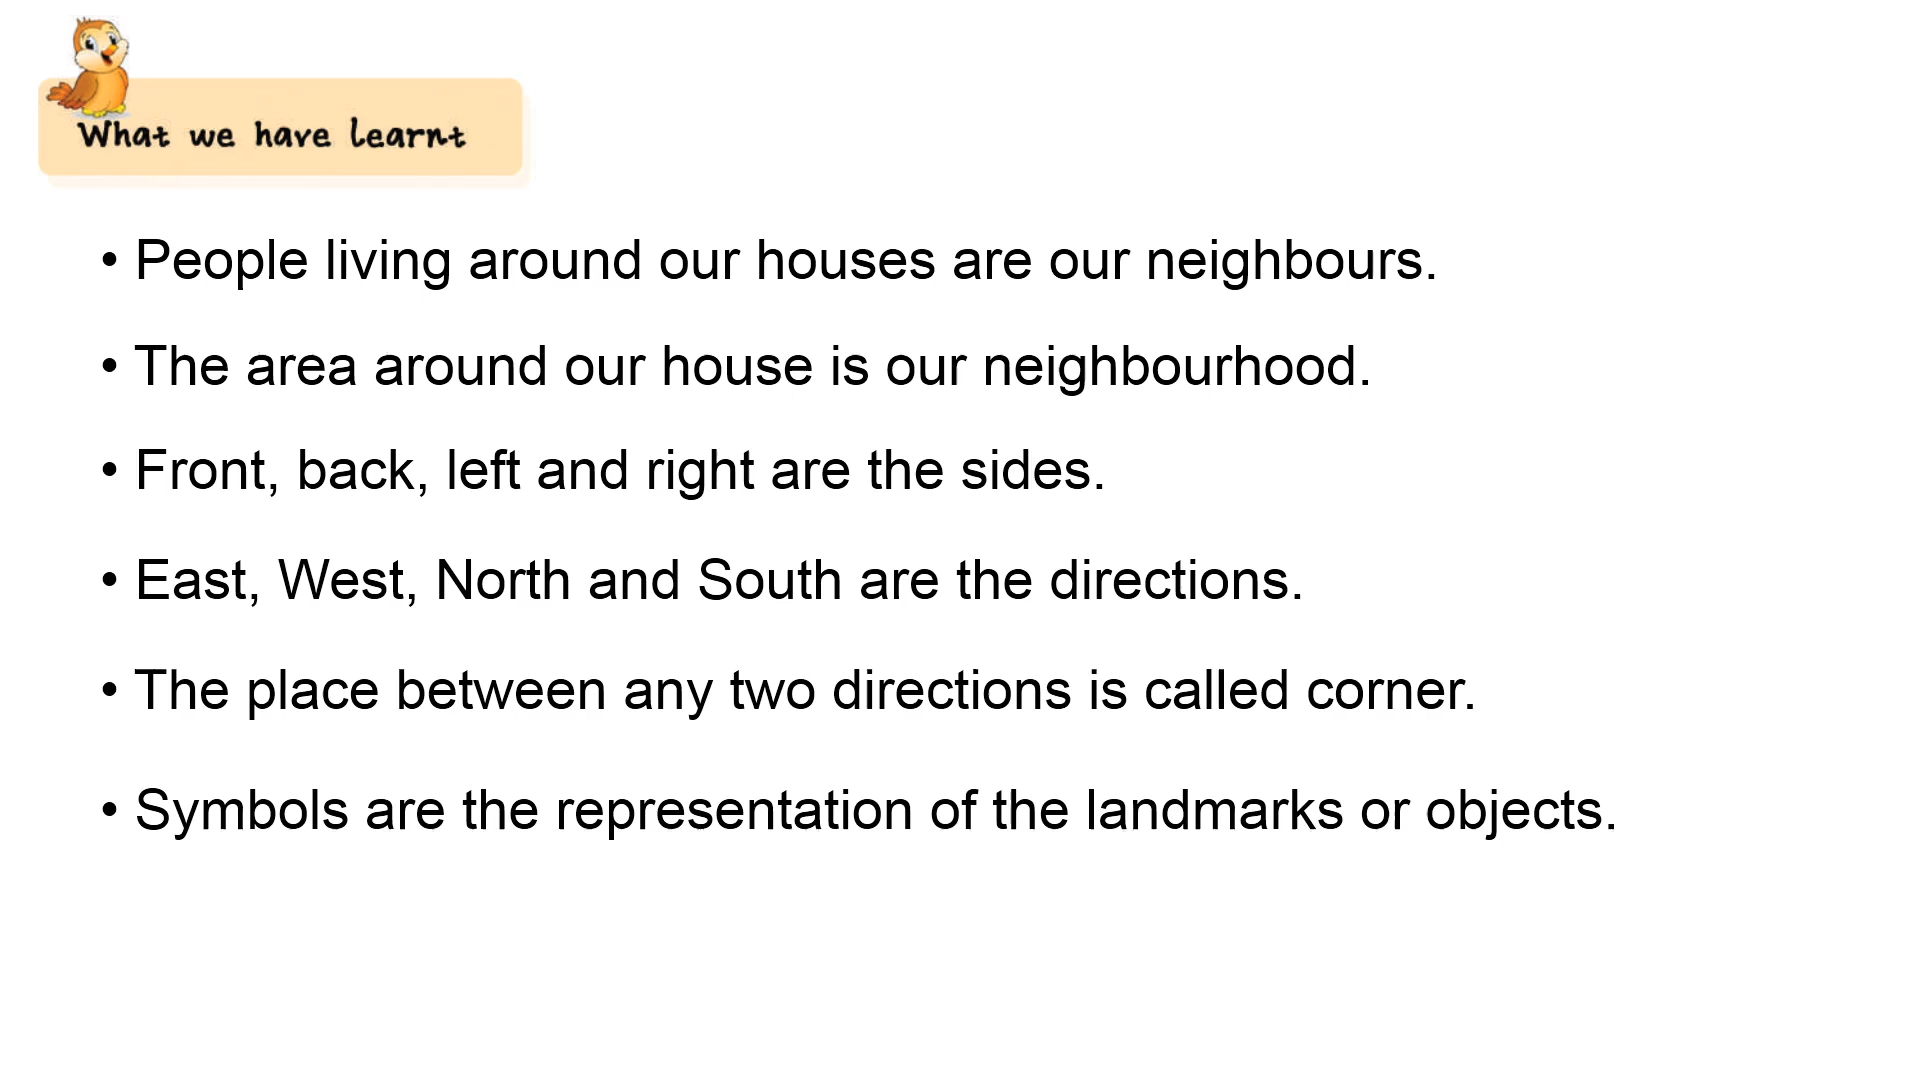 What we have learnt
• People living around our houses are our neighbours.
• The area around our house is our neighbourhood.
• Front, back, left and right are the sides.
• East, West, North and South are the directions.
• The place between any two directions is called corner.
• Symbols are the representation of the landmarks or objects.